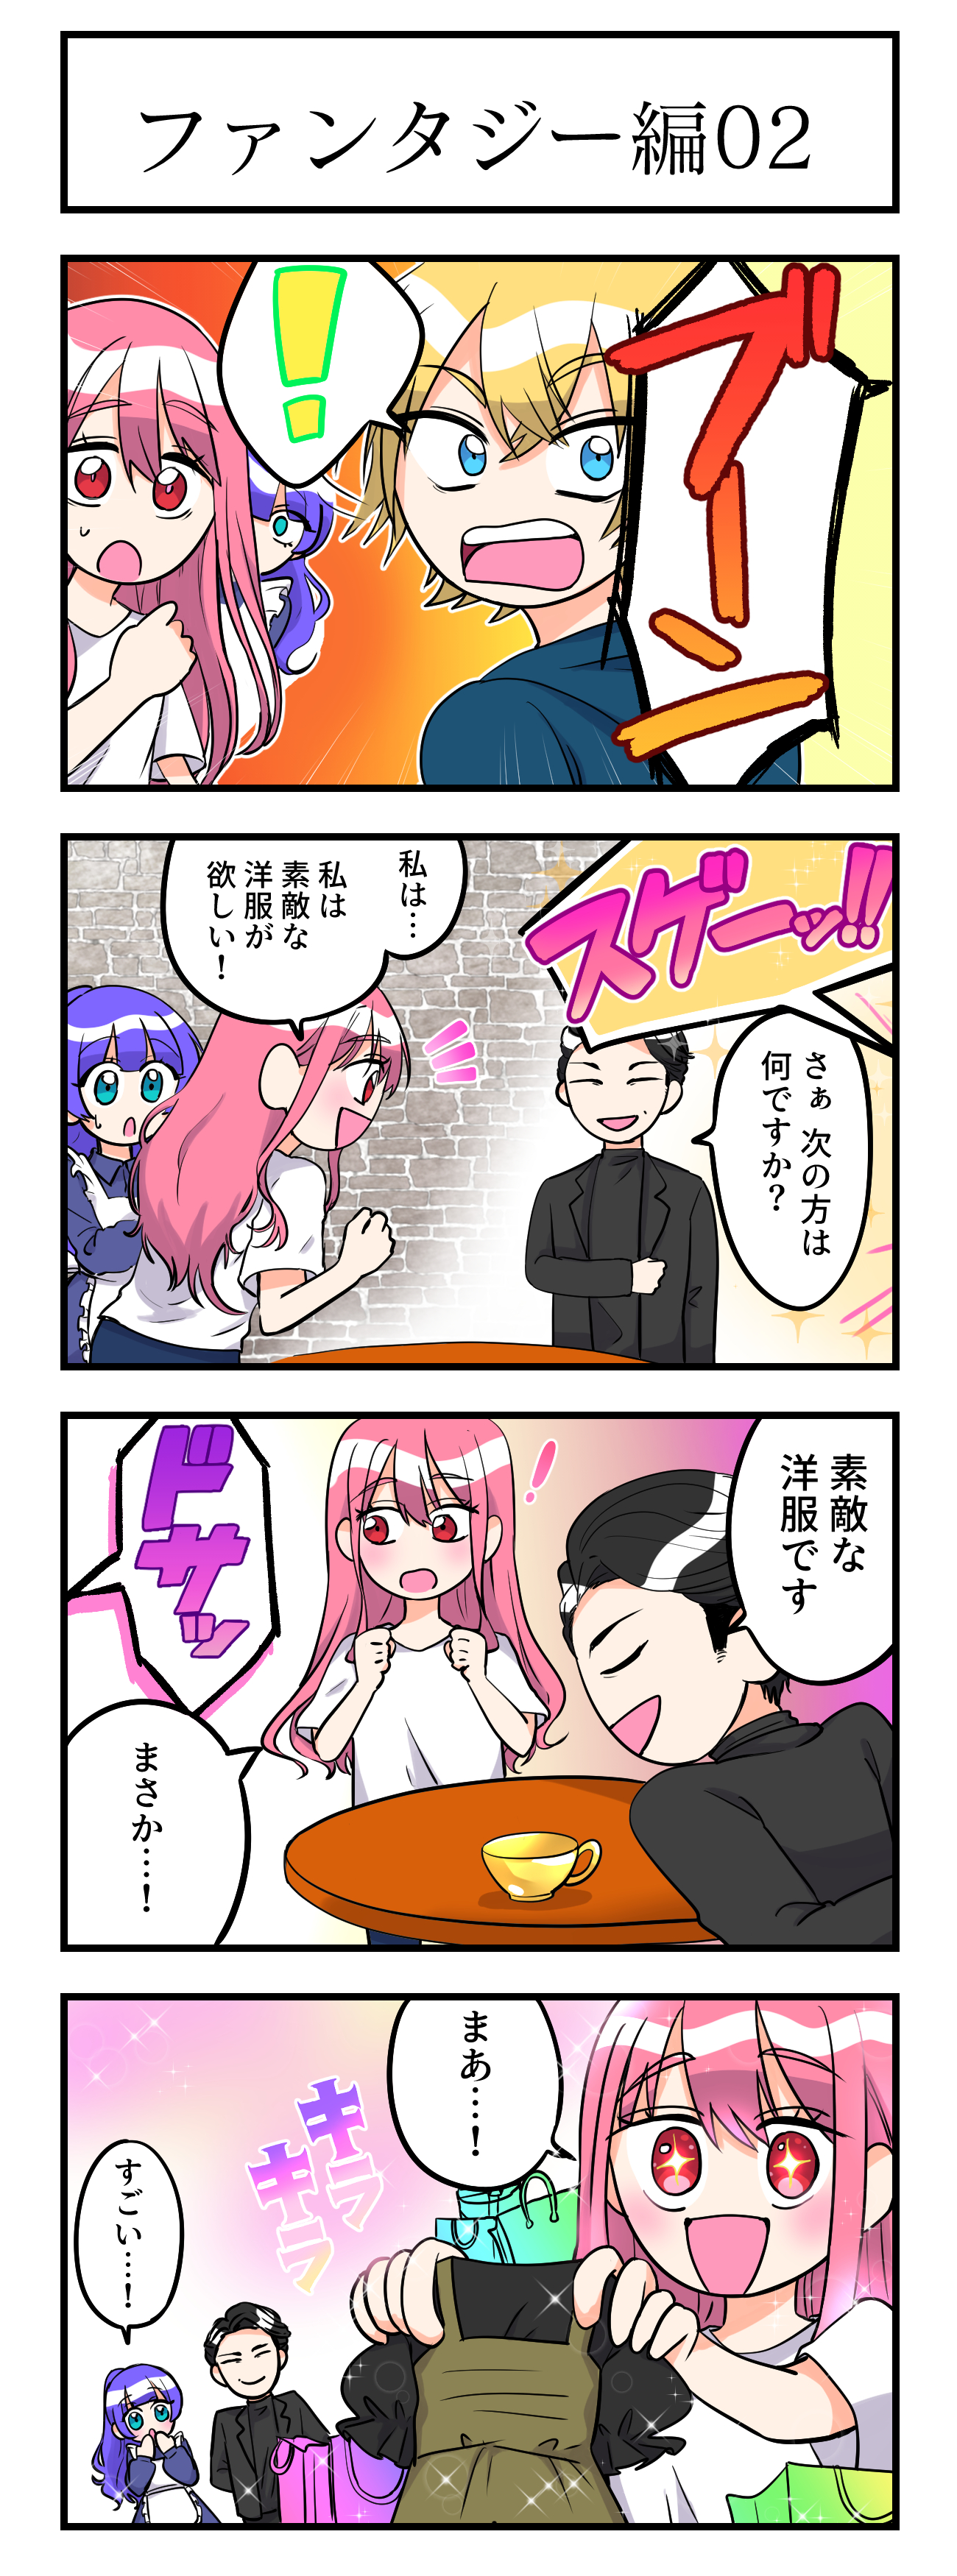 ファンタジー編02
ブーン
！
スゲーッ!!
さぁ 次の方は
何ですか？
私は…
私は
素敵な
洋服が
欲しい！
素敵な
洋服です
！
ドサッ
まさか…！
まあ…！
キラ
キラ
すごい…！